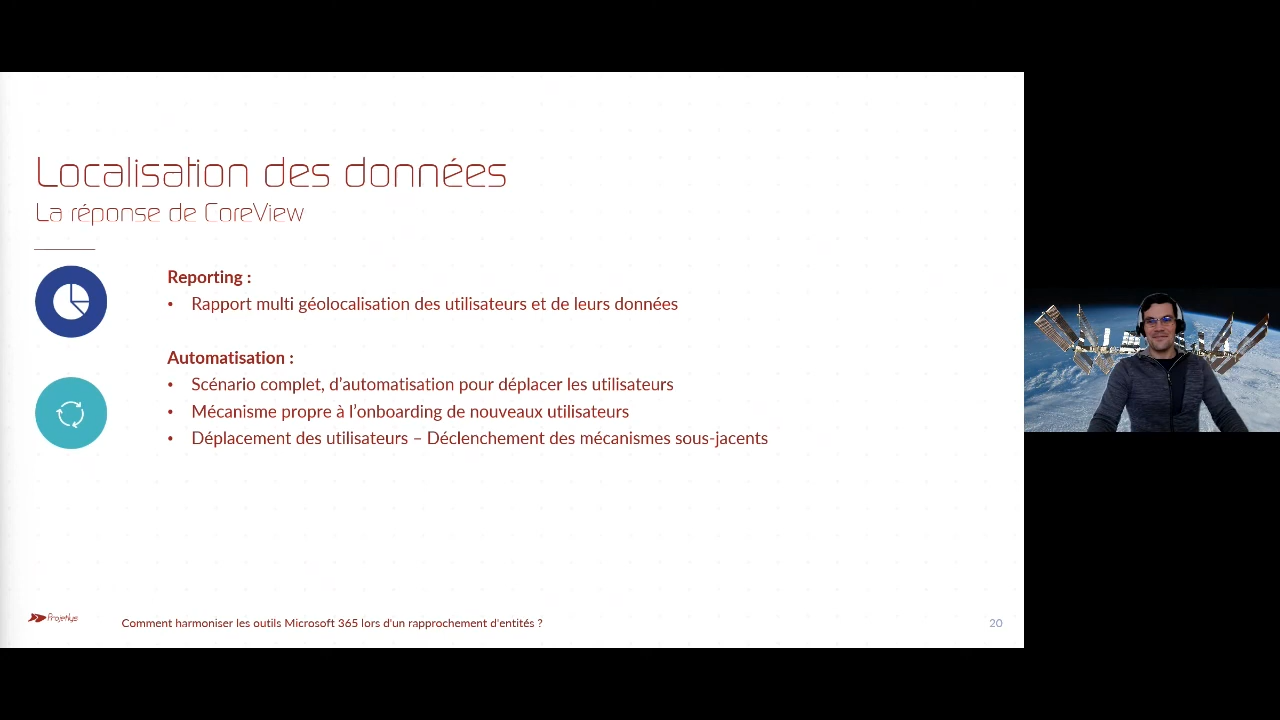 Localisation des données
La réponse de CoreView
Reporting :
• Rapport multi géolocalisation des utilisateurs et de leurs données
Automatisation :
• Scénario complet, d'automatisation pour déplacer les utilisateurs
• Mécanisme propre à l'onboarding de nouveaux utilisateurs
• Déplacement des utilisateurs – Déclenchement des mécanismes sous-jacents
Projetlys
Comment harmoniser les outils Microsoft 365 lors d'un rapprochement d'entités ?
20